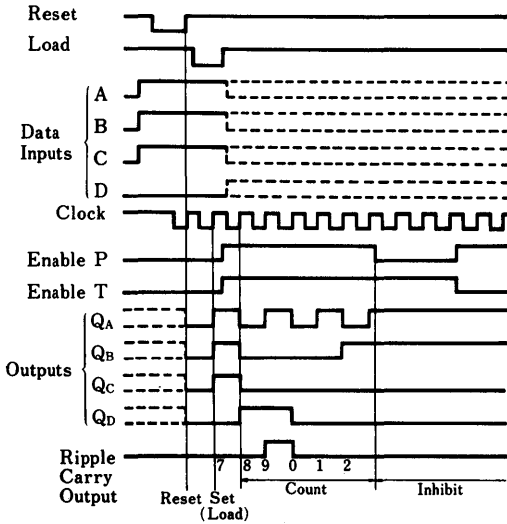 Reset
Load
A
B
Data
Inputs
C
D
Clock
Enable P
Enable T
QA
QB
Outputs
QC
QD
Ripple
Carry
Output
7 8 9 0 1 2
Reset Set
(Load)
Count
Inhibit